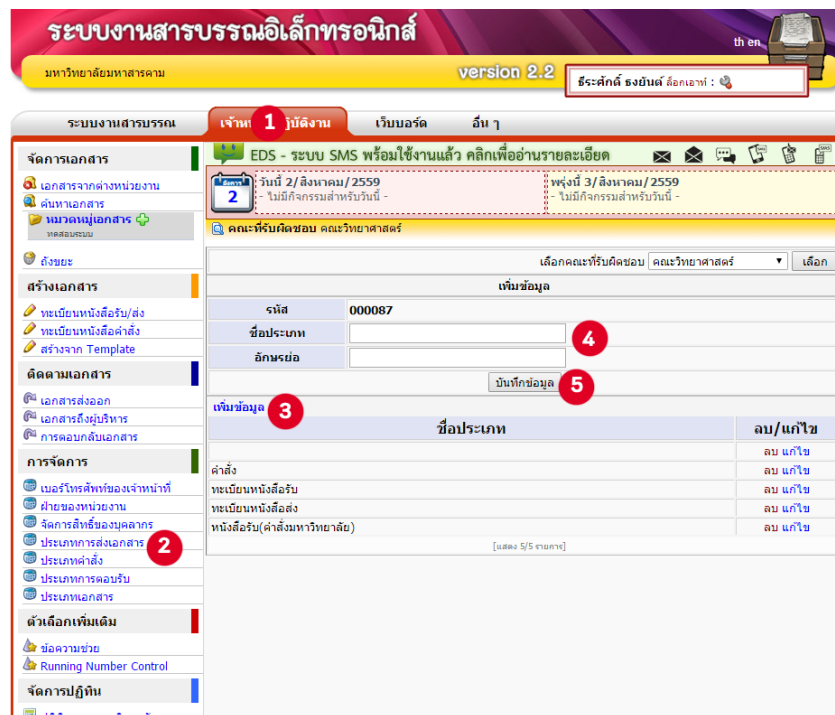 ระบบงานสารบรรณอิเล็กทรอนิกส์
th en
มหาวิทยาลัยมหาสารคาม
version 2.2
ธีระศักดิ์ ธงยันต์ ล็อกเอาท์ :
ระบบงานสารบรรณ
1
เว็บบอร์ด
อื่น ๆ
จัดการเอกสาร
เอกสารจากต่างหน่วยงาน
ค้นหาเอกสาร
หมวดหมู่เอกสาร
ทดสอบระบบ
ถังขยะ
สร้างเอกสาร
ทะเบียนหนังสือรับ/ส่ง
ทะเบียนหนังสือคำสั่ง
สร้างจาก Template
ติดตามเอกสาร
เอกสารส่งออก
เอกสารถึงผู้บริหาร
การตอบกลับเอกสาร
การจัดการ
เบอร์โทรศัพท์ของเจ้าหน้าที่
ฝ่ายของหน่วยงาน
จัดการสิทธิ์ของบุคลากร
ประเภทการส่งเอกสาร 2
ประเภทคำสั่ง
ประเภทการตอบรับ
ประเภทเอกสาร
ตัวเลือกเพิ่มเติม
ข้อความช่วย
Running Number Control
จัดการปฏิทิน
EDS - ระบบ SMS พร้อมใช้งานแล้ว คลิกเพื่ออ่านรายละเอียด
อังคาร
2
วันนี้ 2/สิงหาคม/2559
- ไม่มีกิจกรรมสำหรับวันนี้ -
พรุ่งนี้ 3/สิงหาคม/2559
- ไม่มีกิจกรรมสำหรับวันนี้ -
คณะที่รับผิดชอบ คณะวิทยาศาสตร์
เลือกคณะที่รับผิดชอบ คณะวิทยาศาสตร์ เลือก
เพิ่มข้อมูล
รหัส 000087
ชื่อประเภท
4
อักษรย่อ
บันทึกข้อมูล 5
เพิ่มข้อมูล 3
ชื่อประเภท ลบ/แก้ไข
ลบ แก้ไข
คำสั่ง ลบ แก้ไข
ทะเบียนหนังสือรับ ลบ แก้ไข
ทะเบียนหนังสือส่ง ลบ แก้ไข
หนังสือรับ(คำสั่งมหาวิทยาลัย) ลบ แก้ไข
[แสดง 5/5 รายการ]